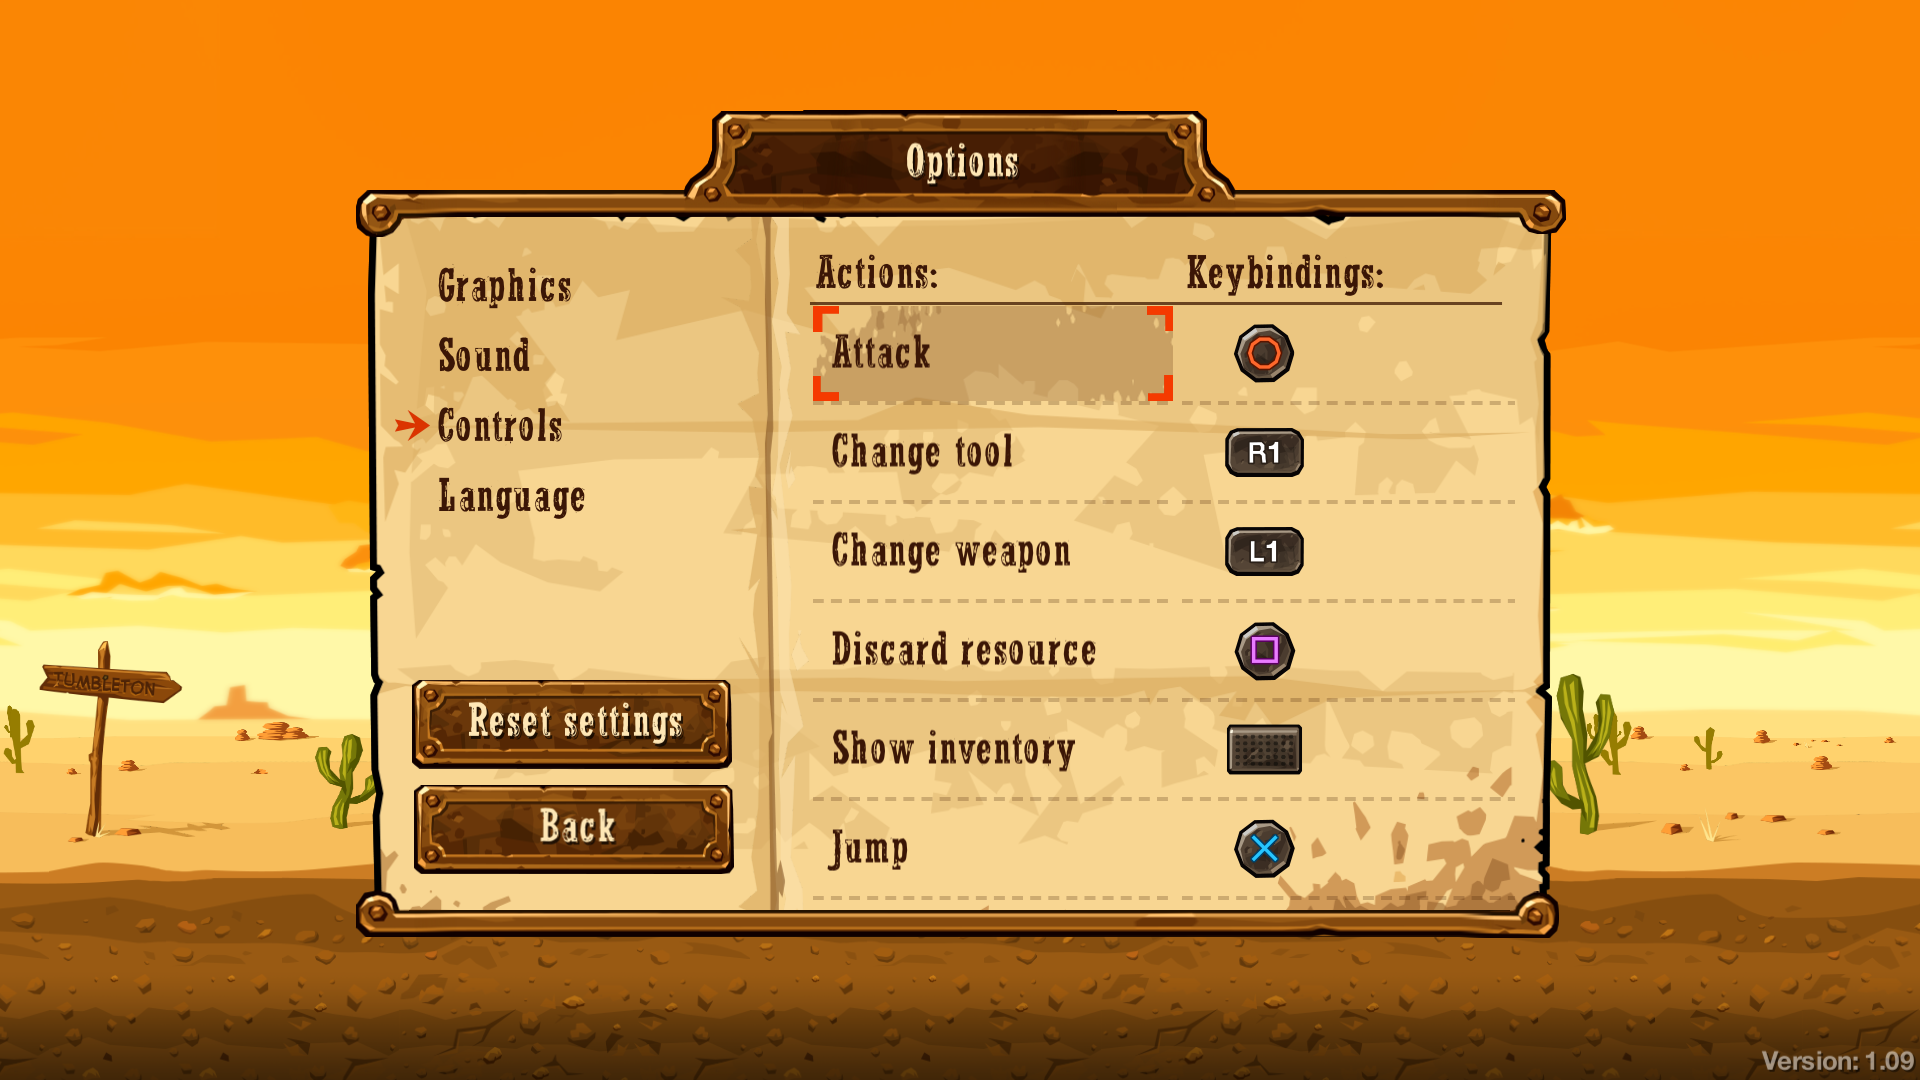 Options
Graphics
Sound
Controls
Language
Reset settings
Back
Actions: Keybindings:
Attack
Change tool R1
Change weapon L1
Discard resource
Show inventory
Jump
TUMBLETON
Version: 1.09